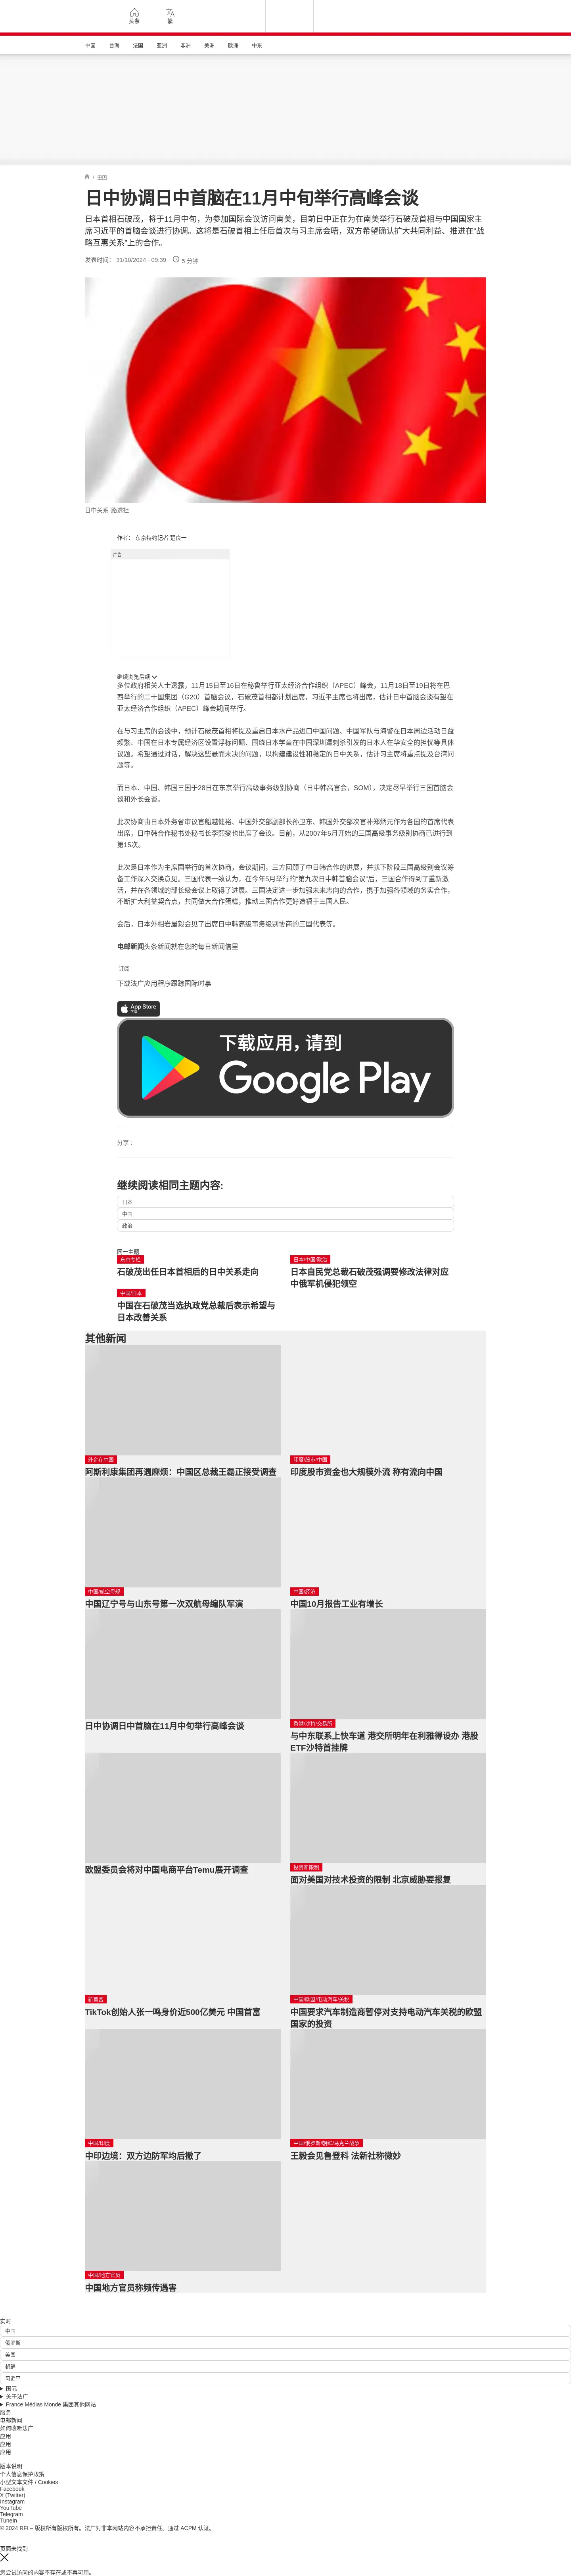 头条
繁
中国
台海
法国
亚洲
非洲
美洲
欧洲
中东
/ 中国
日中协调日中首脑在11月中旬举行高峰会谈
日本首相石破茂，将于11月中旬，为参加国际会议访问南美，目前日中正在为在南美举行石破茂首相与中国国家主
席习近平的首脑会谈进行协调。这将是石破首相上任后首次与习主席会晤，双方希望确认扩大共同利益、推进在“战
略互惠关系”上的合作。
发表时间： 31/10/2024 - 09:39
5 分钟
日中关系 路透社
作者： 东京特约记者 楚良一
广告
继续浏览后续
多位政府相关人士透露，11月15日至16日在秘鲁举行亚太经济合作组织（APEC）峰会，11月18日至19日将在巴
西举行的二十国集团（G20）首脑会议，石破茂首相都计划出席，习近平主席也将出席，估计日中首脑会谈有望在
亚太经济合作组织（APEC）峰会期间举行。
在与习主席的会谈中，预计石破茂首相将提及重启日本水产品进口中国问题、中国军队与海警在日本周边活动日益
频繁、中国在日本专属经济区设置浮标问题、围绕日本学童在中国深圳遭刺杀引发的日本人在华安全的担忧等具体
议题。希望通过对话，解决这些悬而未决的问题，以构建建设性和稳定的日中关系，估计习主席将重点提及台湾问
题等。
而日本、中国、韩国三国于28日在东京举行高级事务级别协商（日中韩高官会，SOM），决定尽早举行三国首脑会
谈和外长会谈。
此次协商由日本外务省审议官船越健裕、中国外交部副部长孙卫东、韩国外交部次官补郑炳元作为各国的首席代表
出席，日中韩合作秘书处秘书长李熙燮也出席了会议。目前，从2007年5月开始的三国高级事务级别协商已进行到
第15次。
此次是日本作为主席国举行的首次协商，会议期间，三方回顾了中日韩合作的进展，并就下阶段三国高级别会议筹
备工作深入交换意见。三国代表一致认为，在今年5月举行的“第九次日中韩首脑会议”后，三国合作得到了重新激
活，并在各领域的部长级会议上取得了进展。三国决定进一步加强未来志向的合作，携手加强各领域的务实合作，
不断扩大利益契合点，共同做大合作蛋糕，推动三国合作更好造福于三国人民。
会后，日本外相岩屋毅会见了出席日中韩高级事务级别协商的三国代表等。
电邮新闻头条新闻就在您的每日新闻信里
订阅
下载法广应用程序跟踪国际时事
App Store
下载
下载应用，请到
Google Play
分享 :
继续阅读相同主题内容:
日本
中国
政治
同一主题
东京专栏
石破茂出任日本首相后的日中关系走向
日本/中国/政治
日本自民党总裁石破茂强调要修改法律对应
中俄军机侵犯领空
中国/日本
中国在石破茂当选执政党总裁后表示希望与
日本改善关系
其他新闻
外企在中国
阿斯利康集团再遇麻烦：中国区总裁王磊正接受调查
印度/股市/中国
印度股市资金也大规模外流 称有流向中国
中国/航空母舰
中国辽宁号与山东号第一次双航母编队军演
中国/经济
中国10月报告工业有增长
日中协调日中首脑在11月中旬举行高峰会谈
香港/沙特/交易所
与中东联系上快车道 港交所明年在利雅得设办 港股
ETF沙特首挂牌
欧盟委员会将对中国电商平台Temu展开调查
投资新限制
面对美国对技术投资的限制 北京威胁要报复
新首富
TikTok创始人张一鸣身价近500亿美元 中国首富
中国/欧盟/电动汽车/关税
中国要求汽车制造商暂停对支持电动汽车关税的欧盟
国家的投资
中国/印度
中印边境：双方边防军均后撤了
中国/俄罗斯/朝鲜/乌克兰战争
王毅会见鲁登科 法新社称微妙
中国/地方官员
中国地方官员称频传遇害
实时
中国
俄罗斯
美国
朝鲜
习近平
国际
关于法广
France Médias Monde 集团其他网站
服务
电邮新闻
如何收听法广
应用
应用
应用
版本说明
个人信息保护政策
小型文本文件 / Cookies
Facebook
X (Twitter)
Instagram
YouTube
Telegram
TuneIn
© 2024 RFI – 版权所有版权所有。法广对非本网站内容不承担责任。通过 ACPM 认证。
页面未找到
您尝试访问的内容不存在或不再可用。